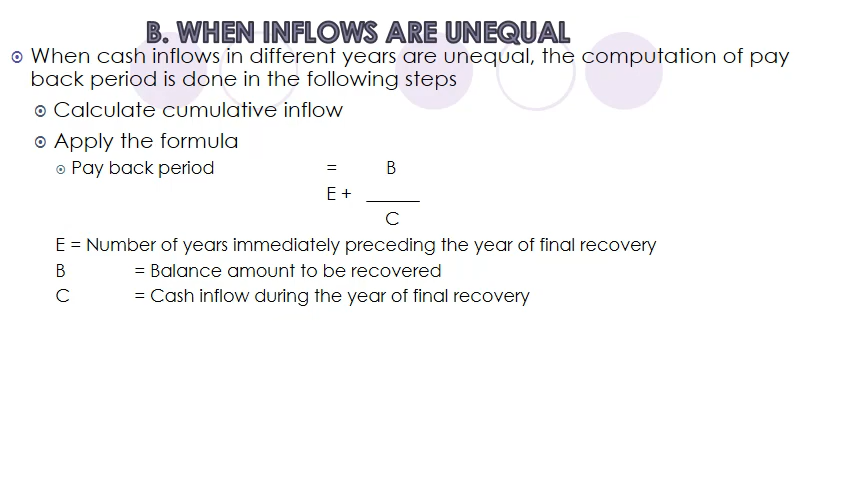 B. WHEN INFLOWS ARE UNEQUAL
When cash inflows in different years are unequal, the computation of pay
back period is done in the following steps
Calculate cumulative inflow
Apply the formula
Pay back period = B
E + _____
C
E = Number of years immediately preceding the year of final recovery
B = Balance amount to be recovered
C = Cash inflow during the year of final recovery